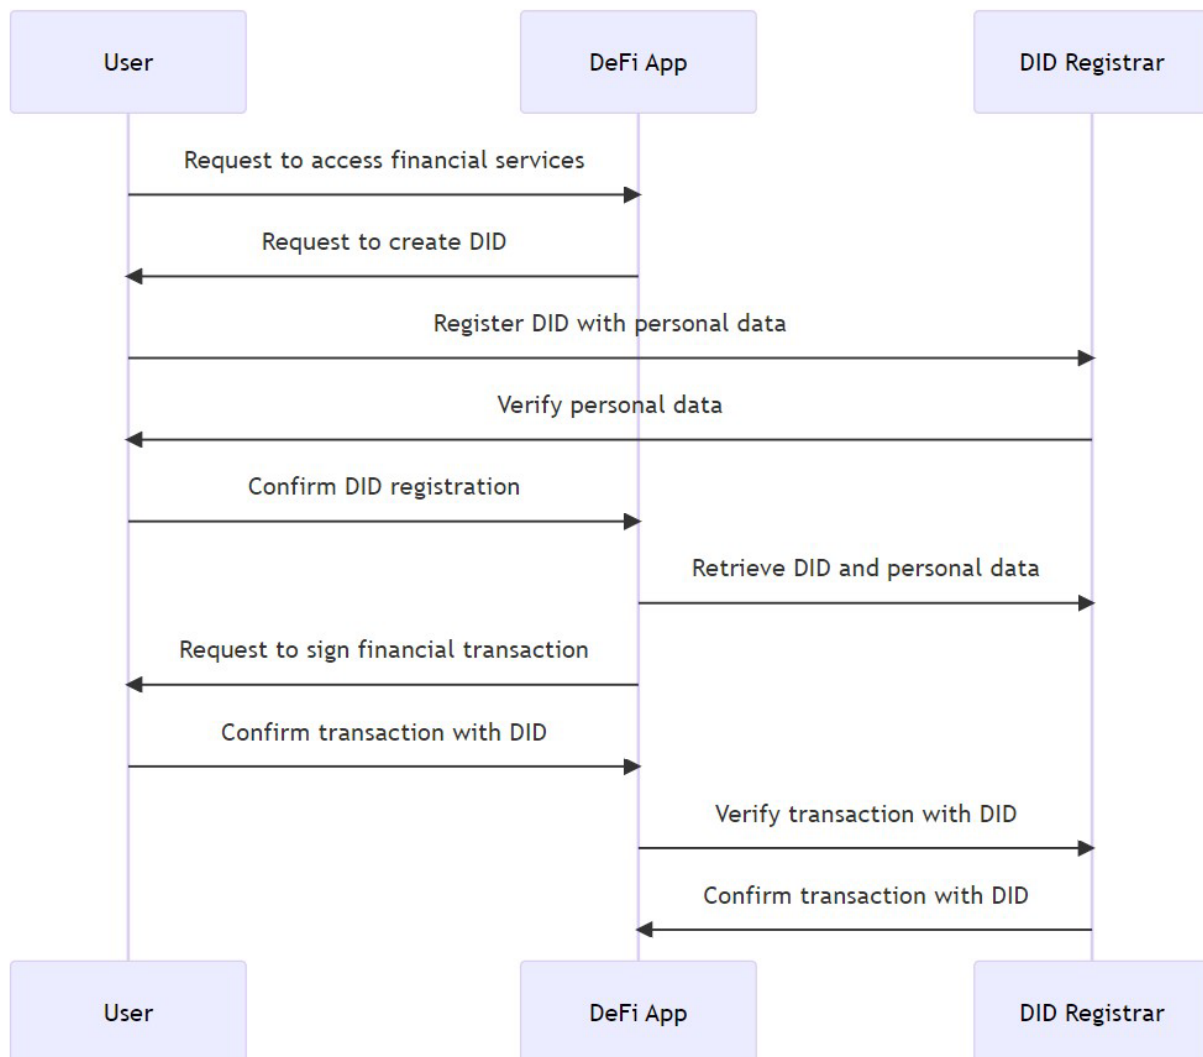 User
DeFi App
DID Registrar
Request to access financial services
Request to create DID
Register DID with personal data
Verify personal data
Confirm DID registration
Retrieve DID and personal data
Request to sign financial transaction
Confirm transaction with DID
Verify transaction with DID
Confirm transaction with DID
User
DeFi App
DID Registrar